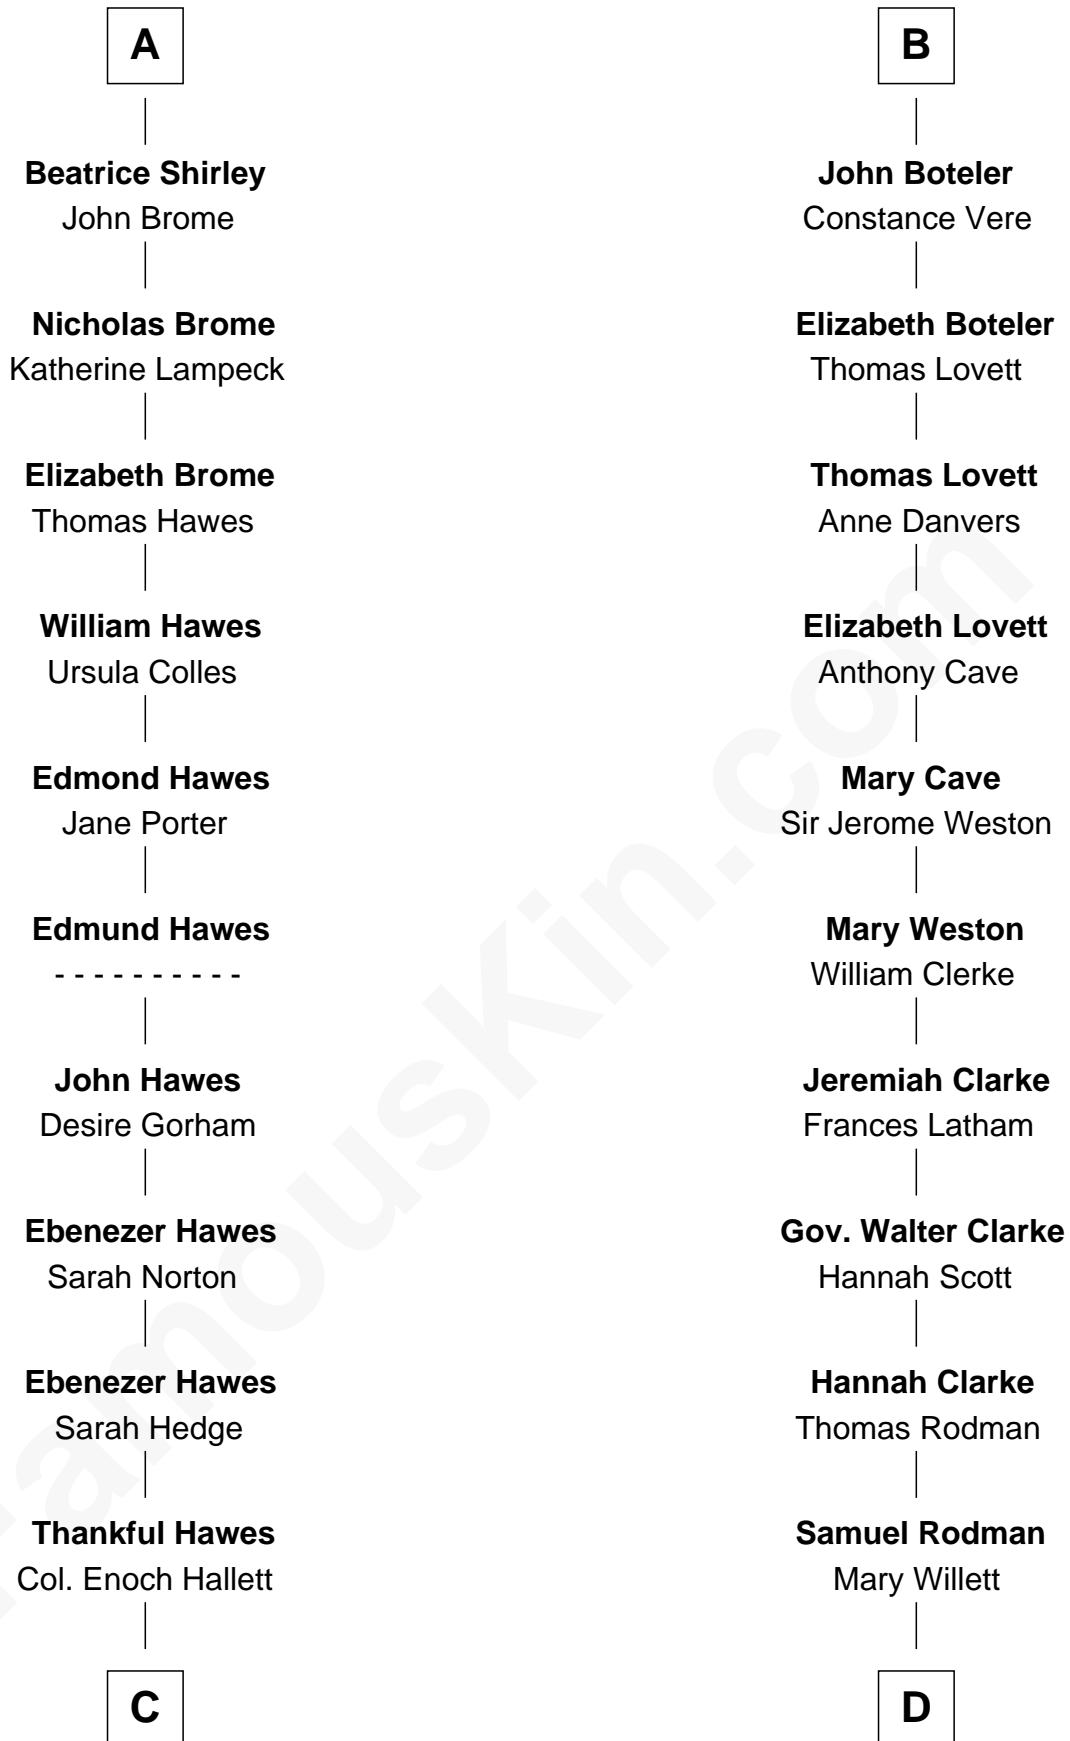 A
Beatrice Shirley
John Brome
Nicholas Brome
Katherine Lampeck
Elizabeth Brome
Thomas Hawes
William Hawes
Ursula Colles
Edmond Hawes
Jane Porter
Edmund Hawes
- - - - - - - - - -
John Hawes
Desire Gorham
Ebenezer Hawes
Sarah Norton
Ebenezer Hawes
Sarah Hedge
Thankful Hawes
Col. Enoch Hallett
C
B
John Boteler
Constance Vere
Elizabeth Boteler
Thomas Lovett
Thomas Lovett
Anne Danvers
Elizabeth Lovett
Anthony Cave
Mary Cave
Sir Jerome Weston
Mary Weston
William Clerke
Jeremiah Clarke
Frances Latham
Gov. Walter Clarke
Hannah Scott
Hannah Clarke
Thomas Rodman
Samuel Rodman
Mary Willett
D
FamousKin.com